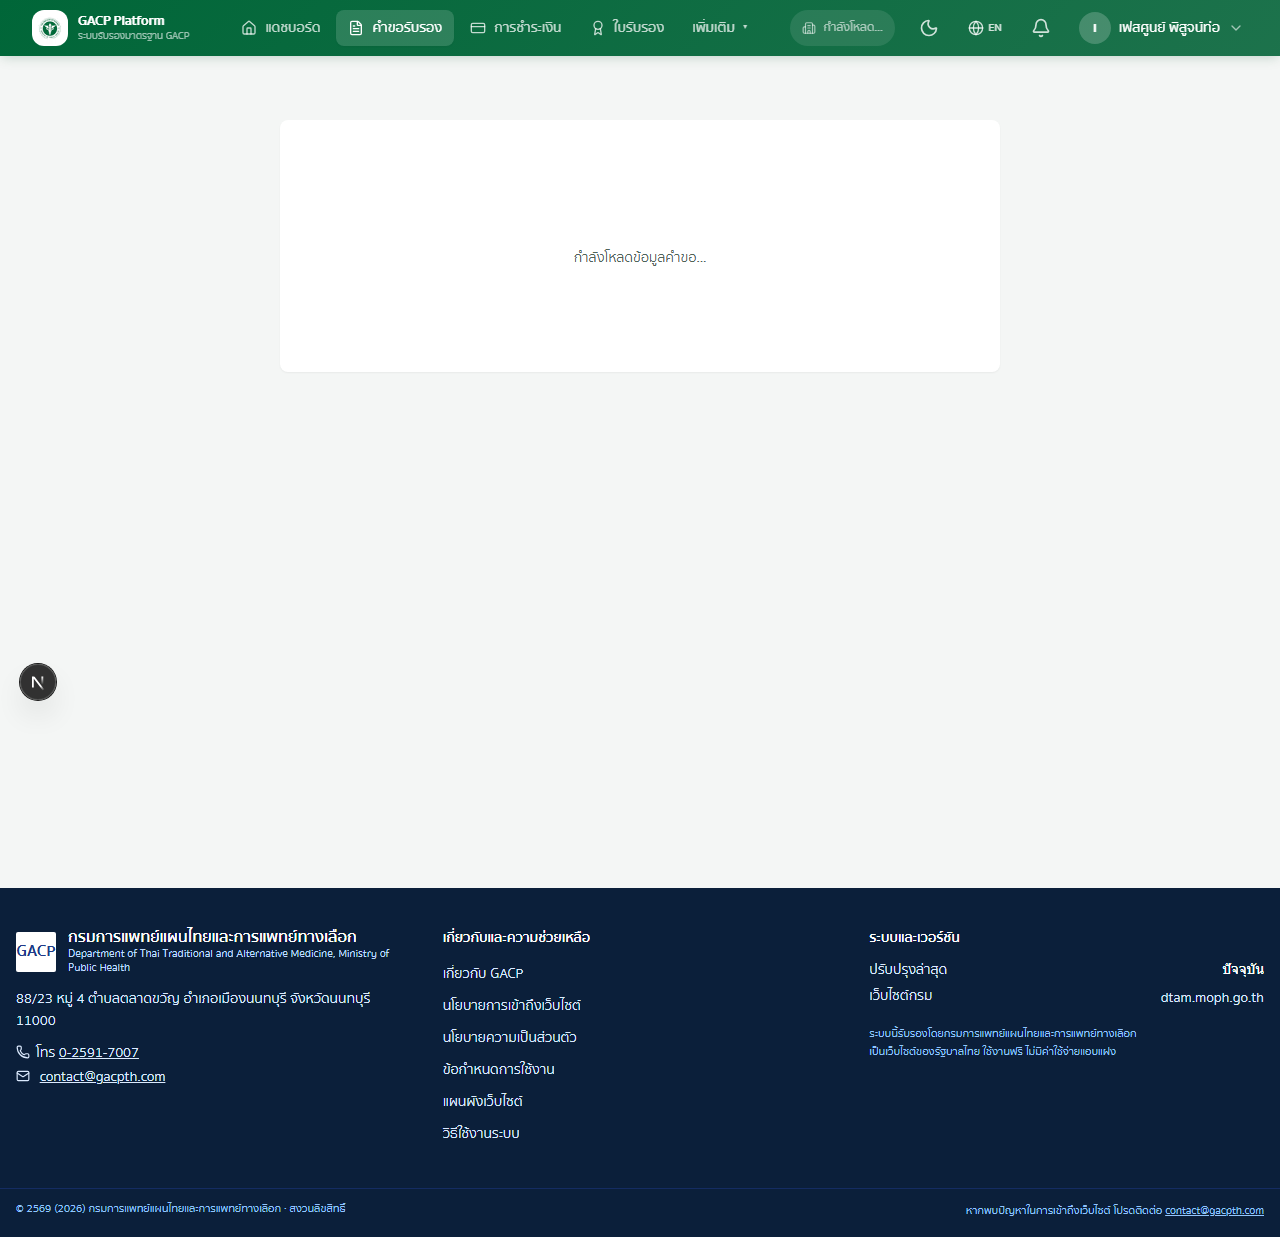 GACP Platform
ระบบรับรองมาตรฐาน GACP
แดชบอร์ด
คำขอรับรอง
การชำระเงิน
ใบรับรอง
เพิ่มเติม
กำลังโหลด...
EN
I
เฟสศูนย์ พิสูจน์ท่อ
กำลังโหลดข้อมูลคำขอ...
N
GACP
กรมการแพทย์แผนไทยและการแพทย์ทางเลือก
Department of Thai Traditional and Alternative Medicine, Ministry of
Public Health
88/23 หมู่ 4 ตำบลตลาดขวัญ อำเภอเมืองนนทบุรี จังหวัดนนทบุรี
11000
โทร 0-2591-7007
contact@gacpth.com
เกี่ยวกับและความช่วยเหลือ
เกี่ยวกับ GACP
นโยบายการเข้าถึงเว็บไซต์
นโยบายความเป็นส่วนตัว
ข้อกำหนดการใช้งาน
แผนผังเว็บไซต์
วิธีใช้งานระบบ
ระบบและเวอร์ชัน
ปรับปรุงล่าสุด ปัจจุบัน
เว็บไซต์กรม dtam.moph.go.th
ระบบนี้รับรองโดยกรมการแพทย์แผนไทยและการแพทย์ทางเลือก
เป็นเว็บไซต์ของรัฐบาลไทย ใช้งานฟรี ไม่มีค่าใช้จ่ายแอบแฝง
© 2569 (2026) กรมการแพทย์แผนไทยและการแพทย์ทางเลือก · สงวนลิขสิทธิ์
หากพบปัญหาในการเข้าถึงเว็บไซต์ โปรดติดต่อ contact@gacpth.com